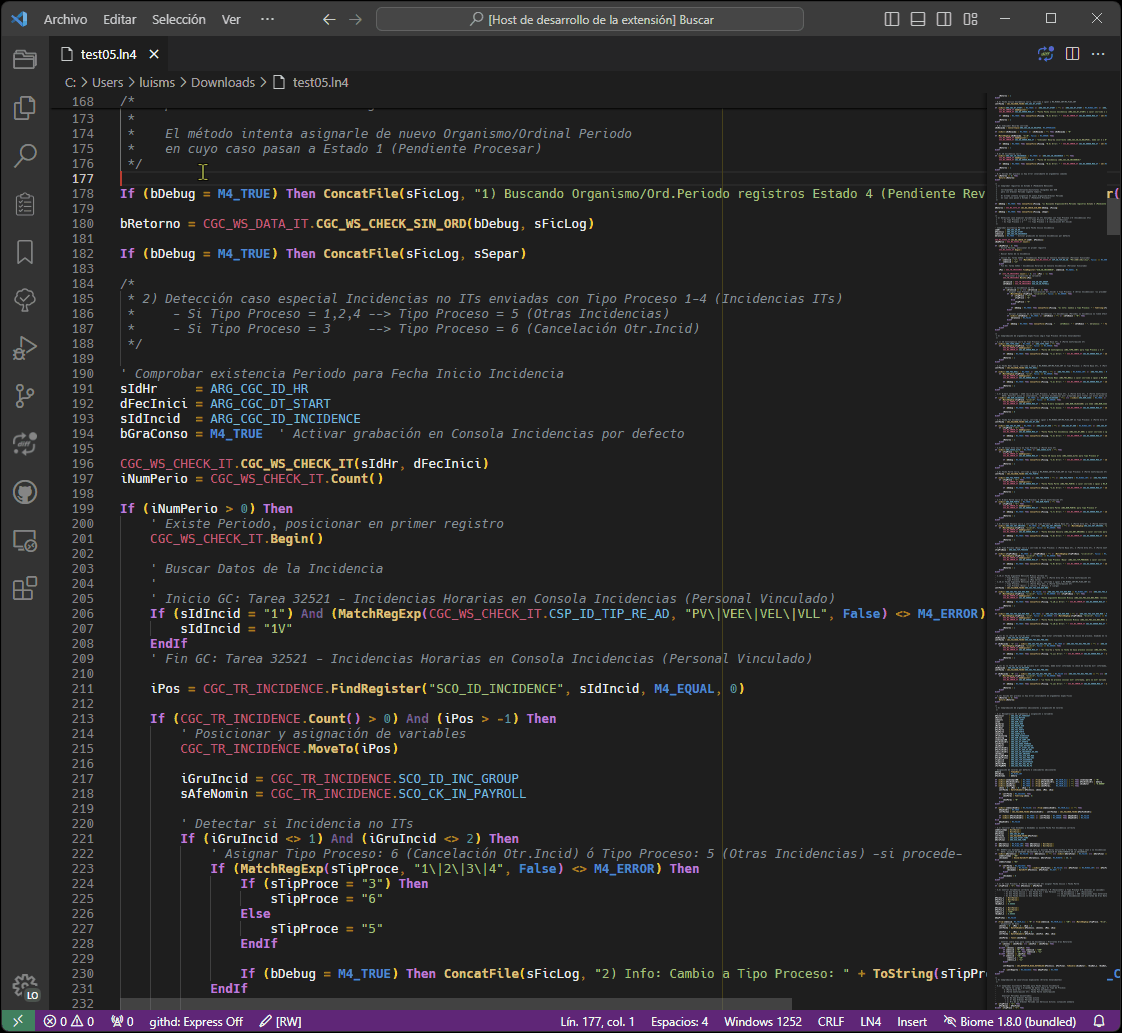 Archivo Editar Selección Ver ··· [Host de desarrollo de la extensión] Buscar
test05.ln4
C: > Users > luisms > Downloads > test05.ln4
168 /*
173 *
174 * El método intenta asignarle de nuevo Organismo/Ordinal Periodo
175 * en cuyo caso pasan a Estado 1 (Pendiente Procesar)
176 */
177
178 If (bDebug = M4_TRUE) Then ConcatFile(sFicLog, "1) Buscando Organismo/Ord.Periodo registros Estado 4 (Pendiente Rev
179
180 bRetorno = CGC_WS_DATA_IT.CGC_WS_CHECK_SIN_ORD(bDebug, sFicLog)
181
182 If (bDebug = M4_TRUE) Then ConcatFile(sFicLog, sSepar)
183
184 /*
185 * 2) Detección caso especial Incidencias no ITs enviadas con Tipo Proceso 1-4 (Incidencias ITs)
186 * - Si Tipo Proceso = 1,2,4 --> Tipo Proceso = 5 (Otras Incidencias)
187 * - Si Tipo Proceso = 3 --> Tipo Proceso = 6 (Cancelación Otr.Incid)
188 */
189
190 ' Comprobar existencia Periodo para Fecha Inicio Incidencia
191 sIdHr = ARG_CGC_ID_HR
192 dFecInici = ARG_CGC_DT_START
193 sIdIncid = ARG_CGC_ID_INCIDENCE
194 bGraConso = M4_TRUE ' Activar grabación en Consola Incidencias por defecto
195
196 CGC_WS_CHECK_IT.CGC_WS_CHECK_IT(sIdHr, dFecInici)
197 iNumPerio = CGC_WS_CHECK_IT.Count()
198
199 If (iNumPerio > 0) Then
200 ' Existe Periodo, posicionar en primer registro
201 CGC_WS_CHECK_IT.Begin()
202
203 ' Buscar Datos de la Incidencia
204 '
205 ' Inicio GC: Tarea 32521 - Incidencias Horarias en Consola Incidencias (Personal Vinculado)
206 If (sIdIncid = "1") And (MatchRegExp(CGC_WS_CHECK_IT.CSP_ID_TIP_RE_AD, "PV\|VEE\|VEL\|VLL", False) <> M4_ERROR)
207 sIdIncid = "1V"
208 EndIf
209 ' Fin GC: Tarea 32521 - Incidencias Horarias en Consola Incidencias (Personal Vinculado)
210
211 iPos = CGC_TR_INCIDENCE.FindRegister("SCO_ID_INCIDENCE", sIdIncid, M4_EQUAL, 0)
212
213 If (CGC_TR_INCIDENCE.Count() > 0) And (iPos > -1) Then
214 ' Posicionar y asignación de variables
215 CGC_TR_INCIDENCE.MoveTo(iPos)
216
217 iGruIncid = CGC_TR_INCIDENCE.SCO_ID_INC_GROUP
218 sAfeNomin = CGC_TR_INCIDENCE.SCO_CK_IN_PAYROLL
219
220 ' Detectar si Incidencia no ITs
221 If (iGruIncid <> 1) And (iGruIncid <> 2) Then
222 ' Asignar Tipo Proceso: 6 (Cancelación Otr.Incid) ó Tipo Proceso: 5 (Otras Incidencias) -si procede-
223 If (MatchRegExp(sTipProce, "1\|2\|3\|4", False) <> M4_ERROR) Then
224 If (sTipProce = "3") Then
225 sTipProce = "6"
226 Else
227 sTipProce = "5"
228 EndIf
229
230 If (bDebug = M4_TRUE) Then ConcatFile(sFicLog, "2) Info: Cambio a Tipo Proceso: " + ToString(sTipPr
231 EndIf
232
LO
0 0 0 githd: Express Off [RW] Lín. 177, col. 1 Espacios: 4 Windows 1252 CRLF LN4 Insert Biome 1.8.0 (bundled)